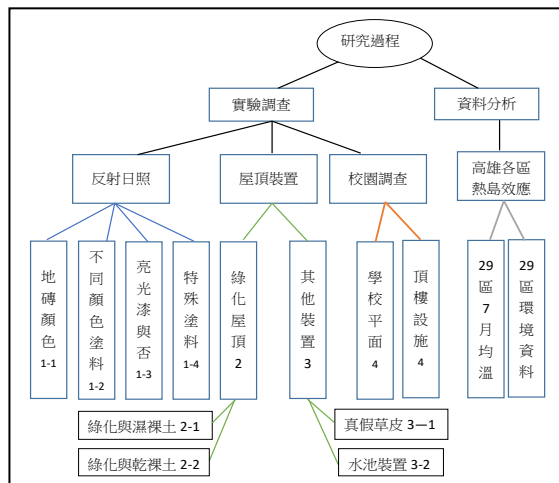 研究過程
實驗調查
資料分析
反射日照
屋頂裝置
校園調查
高雄各區
熱島效應
地磚顏色1-1
不同顏色塗料1-2
亮光漆與否1-3
特殊塗料1-4
綠化屋頂2
其他裝置3
學校平面4
頂樓設施4
29區7月均溫
29區環境資料
綠化與濕裸土 2-1
真假草皮 3—1
綠化與乾裸土 2-2
水池裝置 3-2